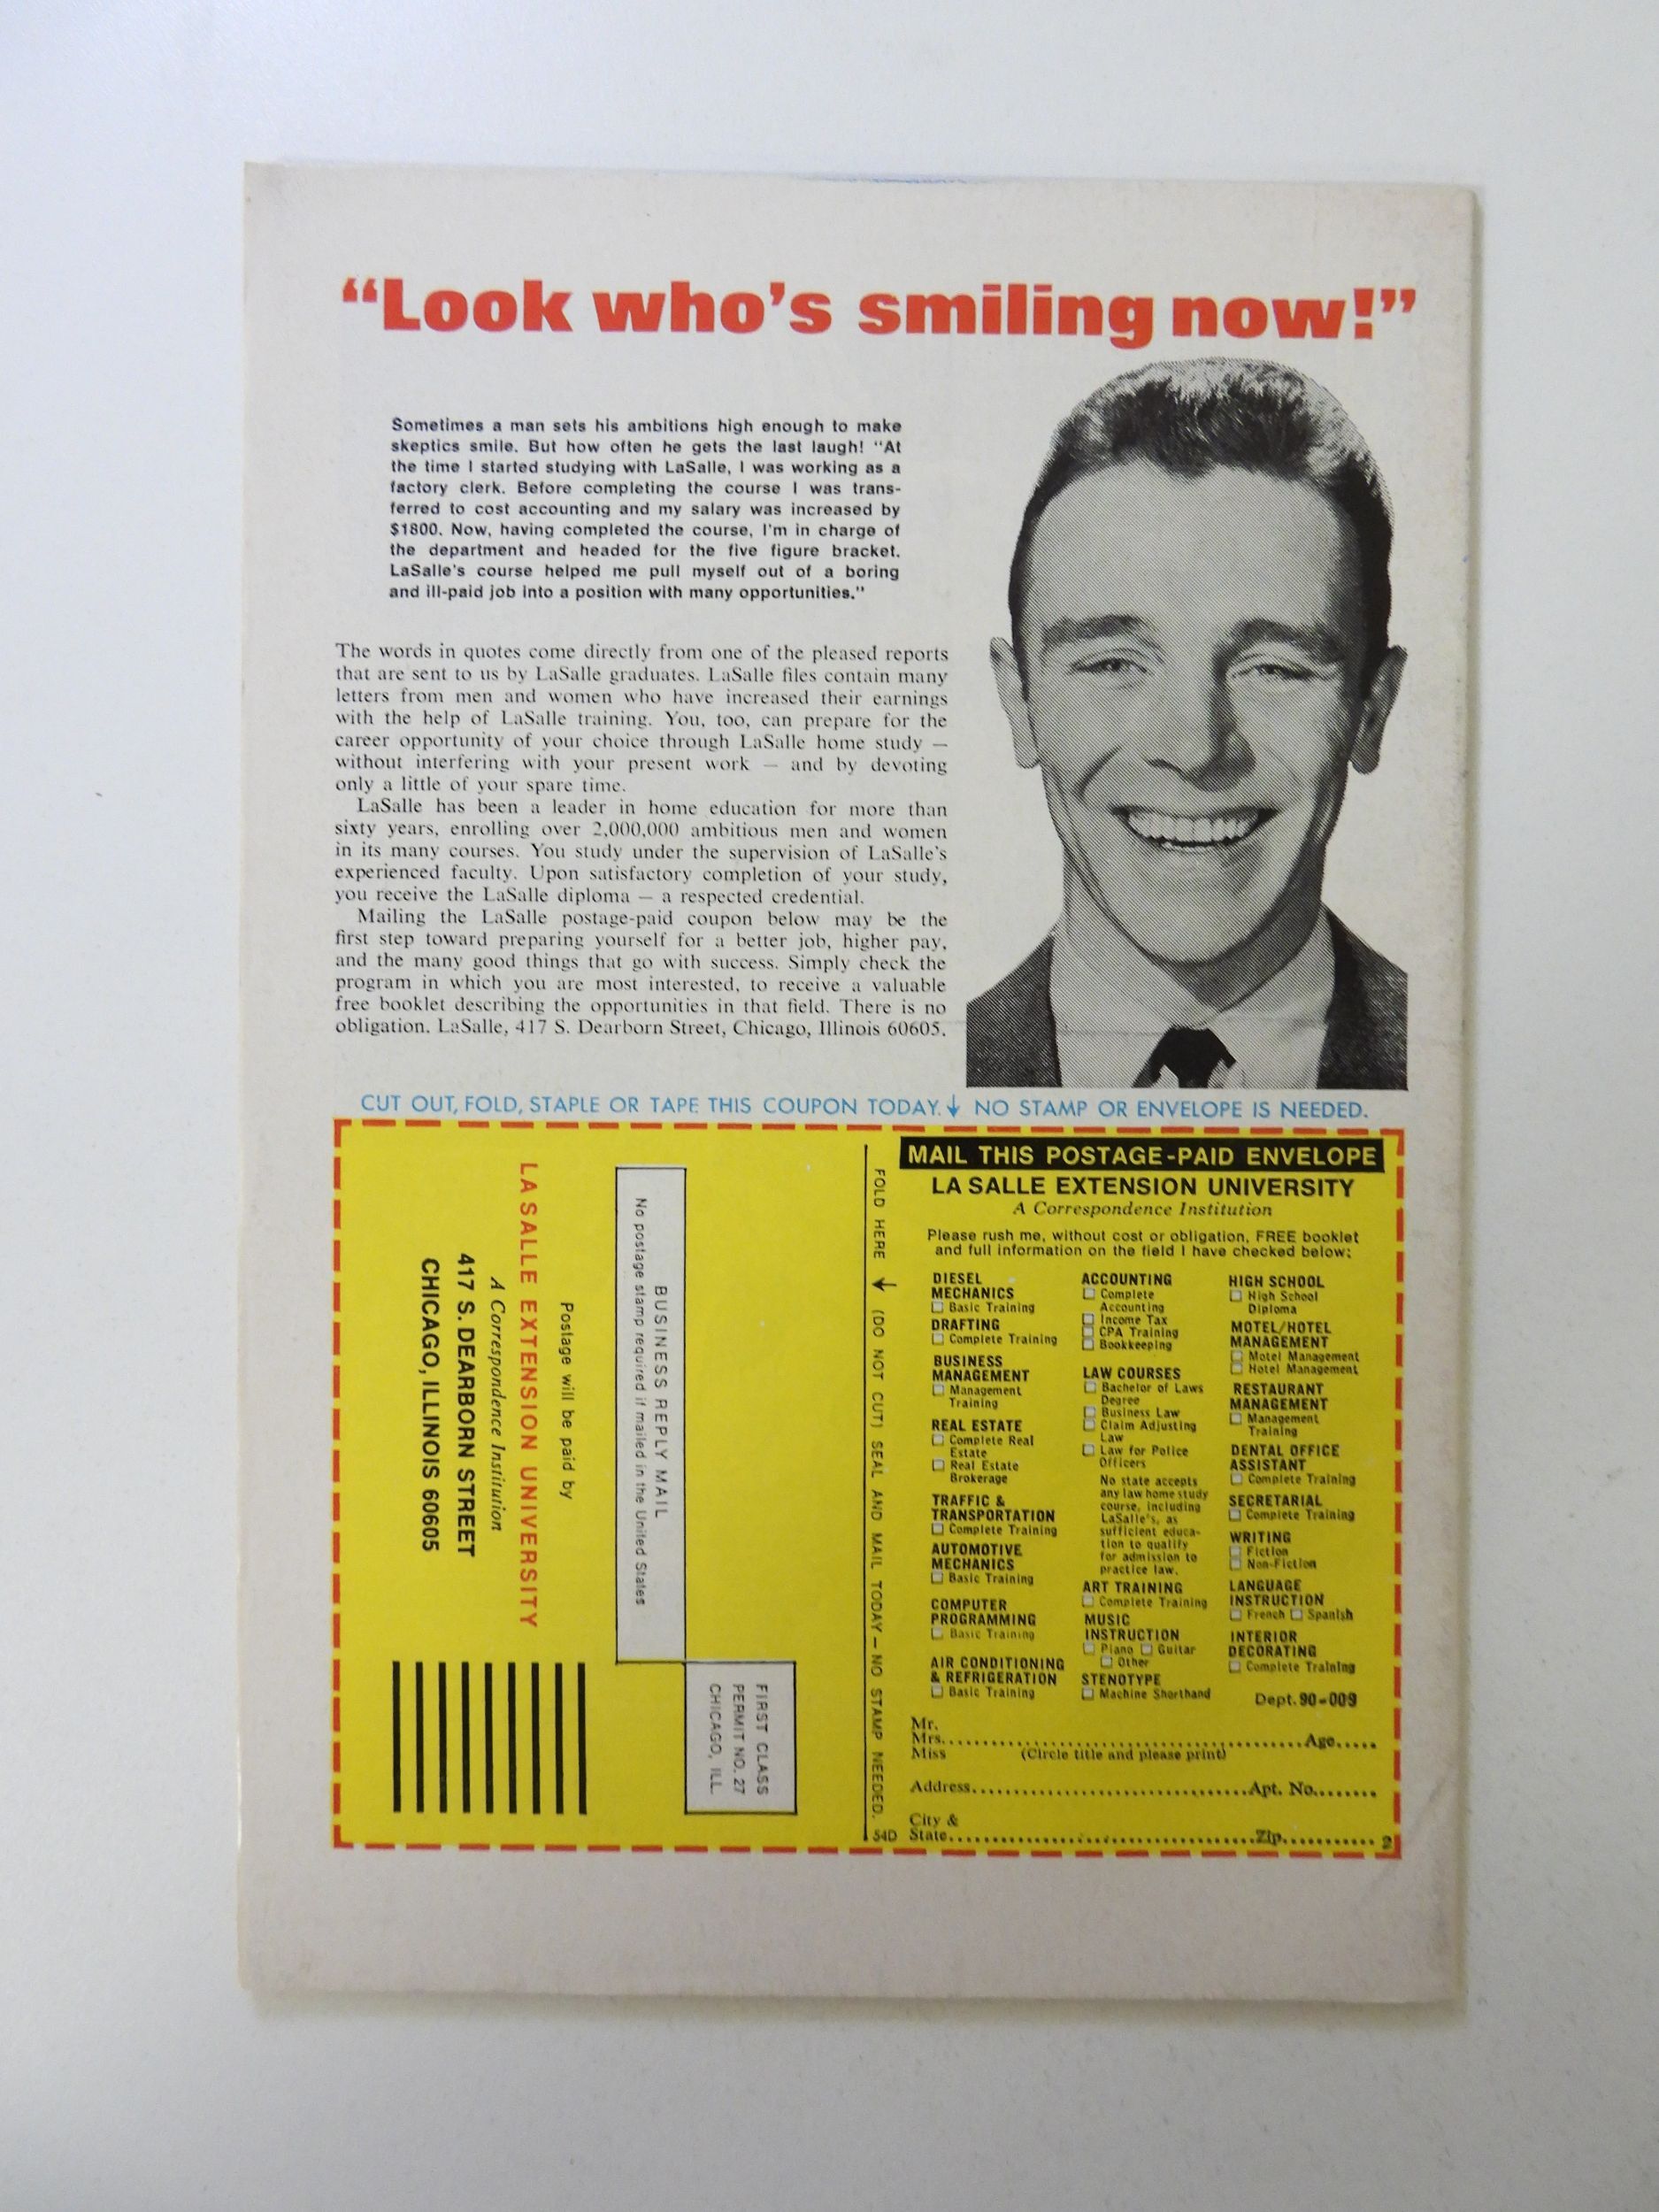 “Look who’s smiling now!”
Sometimes a man sets his ambitions high enough to make
skeptics smile. But how often he gets the last laugh! “At
the time I started studying with LaSalle, I was working as a
factory clerk. Before completing the course I was trans-
ferred to cost accounting and my salary was increased by
$1800. Now, having completed the course, I’m in charge of
the department and headed for the five figure bracket.
LaSalle’s course helped me pull myself out of a boring
and ill-paid job into a position with many opportunities.”
The words in quotes come directly from one of the pleased reports
that are sent to us by LaSalle graduates. LaSalle files contain many
letters from men and women who have increased their earnings
with the help of LaSalle training. You, too, can prepare for the
career opportunity of your choice through LaSalle home study —
without interfering with your present work — and by devoting
only a little of your spare time.
LaSalle has been a leader in home education for more than
sixty years, enrolling over 2,000,000 ambitious men and women
in its many courses. You study under the supervision of LaSalle’s
experienced faculty. Upon satisfactory completion of your study,
you receive the LaSalle diploma — a respected credential.
Mailing the LaSalle postage-paid coupon below may be the
first step toward preparing yourself for a better job, higher pay,
and the many good things that go with success. Simply check the
program in which you are most interested, to receive a valuable
free booklet describing the opportunities in that field. There is no
obligation. LaSalle, 417 S. Dearborn Street, Chicago, Illinois 60605.
CUT OUT, FOLD, STAPLE OR TAPE THIS COUPON TODAY. ↓ NO STAMP OR ENVELOPE IS NEEDED.
FIRST CLASS
PERMIT NO. 27
CHICAGO, ILL.
BUSINESS REPLY MAIL
No postage stamp required if mailed in the United States
Postage will be paid by
LA SALLE EXTENSION UNIVERSITY
A Correspondence Institution
417 S. DEARBORN STREET
CHICAGO, ILLINOIS 60605
FOLD HERE ↓ (DO NOT CUT) SEAL AND MAIL TODAY — NO STAMP NEEDED.
54D
MAIL THIS POSTAGE-PAID ENVELOPE
LA SALLE EXTENSION UNIVERSITY
A Correspondence Institution
Please rush me, without cost or obligation, FREE booklet
and full information on the field I have checked below:
DIESEL
MECHANICS
☐ Basic Training
DRAFTING
☐ Complete Training
BUSINESS
MANAGEMENT
☐ Management
Training
REAL ESTATE
☐ Complete Real
Estate
☐ Real Estate
Brokerage
TRAFFIC &
TRANSPORTATION
☐ Complete Training
AUTOMOTIVE
MECHANICS
☐ Basic Training
COMPUTER
PROGRAMMING
☐ Basic Training
AIR CONDITIONING
& REFRIGERATION
☐ Basic Training
ACCOUNTING
☐ Complete
Accounting
☐ Income Tax
☐ CPA Training
☐ Bookkeeping
LAW COURSES
☐ Bachelor of Laws
Degree
☐ Business Law
☐ Claim Adjusting
Law
☐ Law for Police
Officers
No state accepts
any law home study
course, including
LaSalle’s, as
sufficient educa-
tion to qualify
for admission to
practice law.
ART TRAINING
☐ Complete Training
MUSIC
INSTRUCTION
☐ Piano ☐ Guitar
☐ Other
STENOTYPE
☐ Machine Shorthand
HIGH SCHOOL
☐ High School
Diploma
MOTEL/HOTEL
MANAGEMENT
☐ Motel Management
☐ Hotel Management
RESTAURANT
MANAGEMENT
☐ Management
Training
DENTAL OFFICE
ASSISTANT
☐ Complete Training
SECRETARIAL
☐ Complete Training
WRITING
☐ Fiction
☐ Non-Fiction
LANGUAGE
INSTRUCTION
☐ French ☐ Spanish
INTERIOR
DECORATING
☐ Complete Training
Dept. 90-009
Mr.
Mrs. Age
Miss (Circle title and please print)
Address Apt. No.
City &
State Zip 2